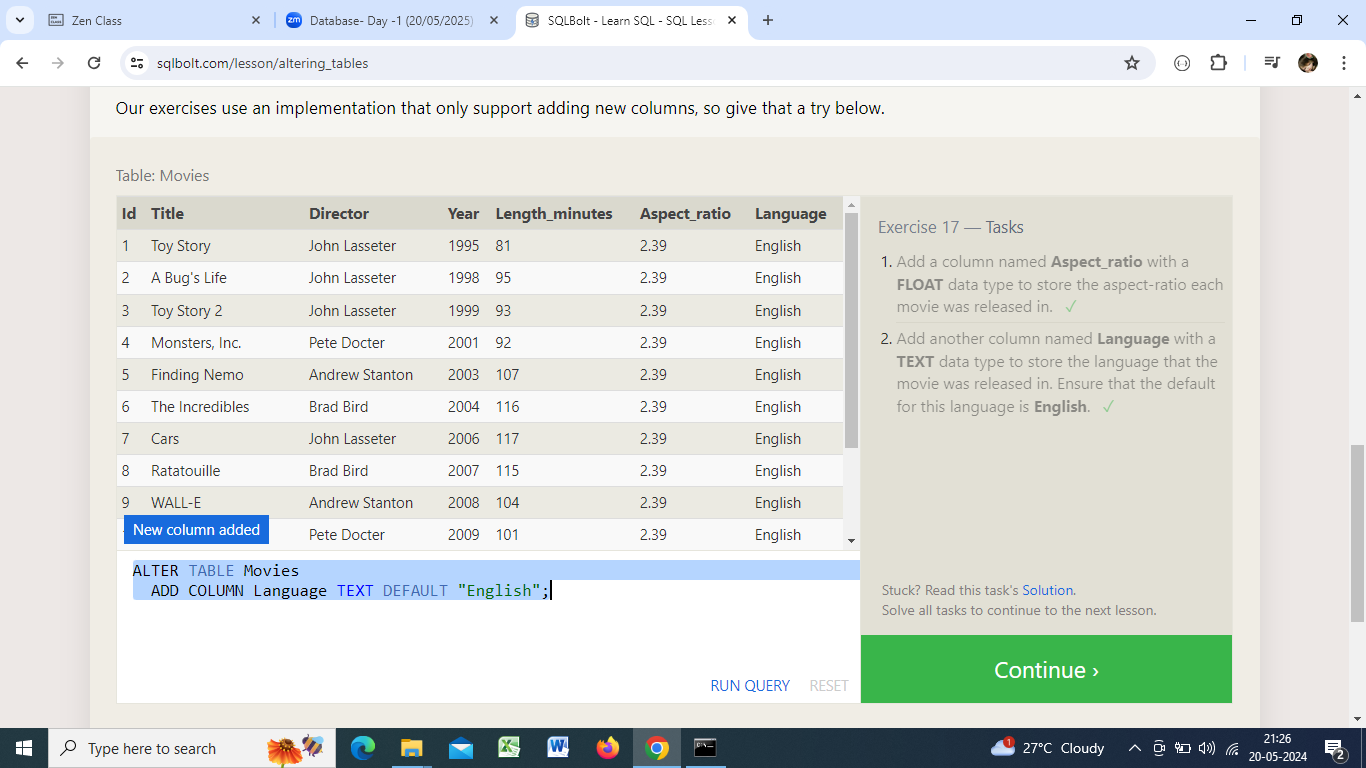 Zen Class
Database- Day -1 (20/05/2025)
SQLBolt - Learn SQL - SQL Less
sqlbolt.com/lesson/altering_tables
Our exercises use an implementation that only support adding new columns, so give that a try below.
Table: Movies
Id Title Director Year Length_minutes Aspect_ratio Language
1 Toy Story John Lasseter 1995 81 2.39 English
2 A Bug's Life John Lasseter 1998 95 2.39 English
3 Toy Story 2 John Lasseter 1999 93 2.39 English
4 Monsters, Inc. Pete Docter 2001 92 2.39 English
5 Finding Nemo Andrew Stanton 2003 107 2.39 English
6 The Incredibles Brad Bird 2004 116 2.39 English
7 Cars John Lasseter 2006 117 2.39 English
8 Ratatouille Brad Bird 2007 115 2.39 English
9 WALL-E Andrew Stanton 2008 104 2.39 English
Pete Docter 2009 101 2.39 English
New column added
ALTER TABLE Movies
ADD COLUMN Language TEXT DEFAULT "English";
RUN QUERY RESET
Exercise 17 — Tasks
1. Add a column named Aspect_ratio with a
FLOAT data type to store the aspect-ratio each
movie was released in. ✓
2. Add another column named Language with a
TEXT data type to store the language that the
movie was released in. Ensure that the default
for this language is English. ✓
Stuck? Read this task's Solution.
Solve all tasks to continue to the next lesson.
Continue ›
Type here to search
1
27°C Cloudy
21:26
20-05-2024
2